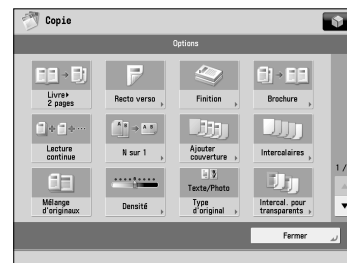 Copie
Options
Livre
2 pages
Recto verso
Finition
Brochure
Lecture
continue
N sur 1
Ajouter
couverture
Intercalaires
Mélange
d'originaux
Densité
Texte/Photo
Type
d'original
Intercal. pour
transparents
1 /
Fermer